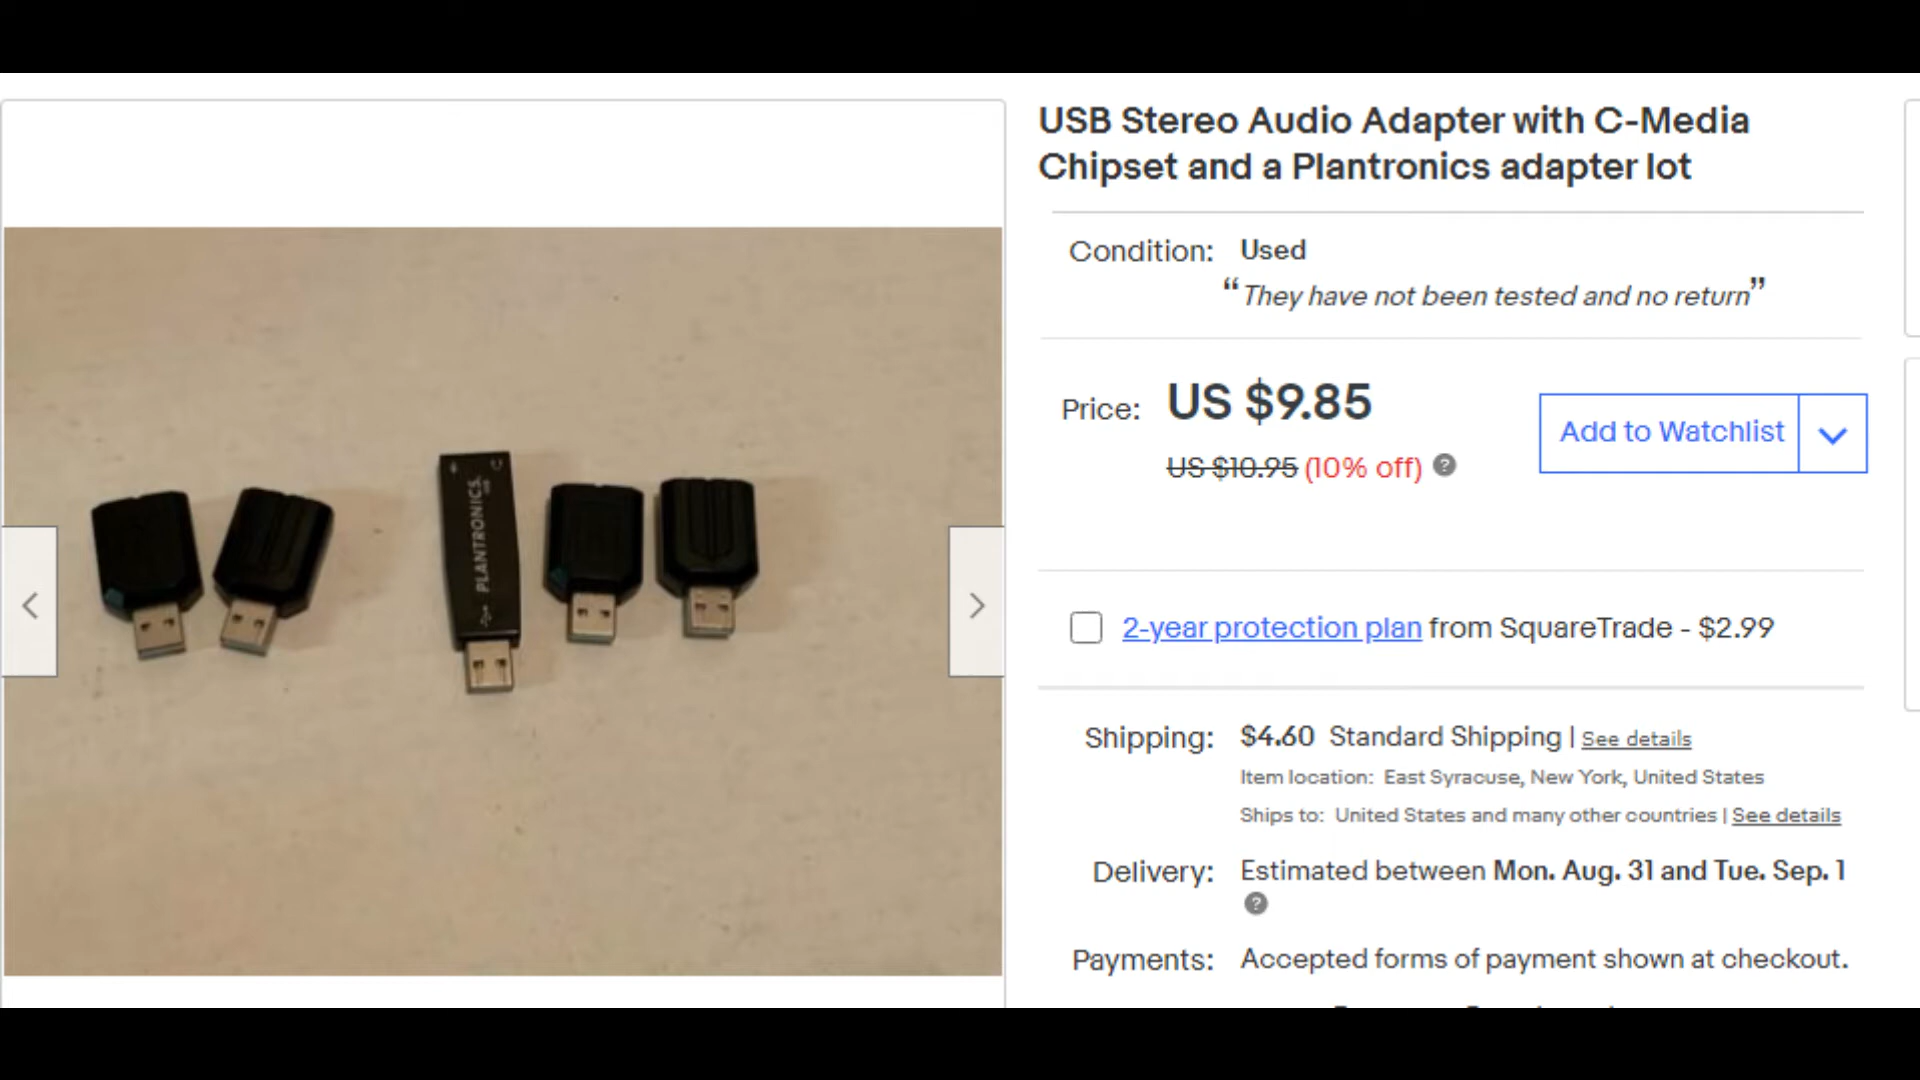 USB Stereo Audio Adapter with C-Media
Chipset and a Plantronics adapter lot
Condition: Used
“They have not been tested and no return”
Price: US $9.85
Add to Watchlist
US $10.95 (10% off)
PLANTRONICS.
2-year protection plan from SquareTrade - $2.99
Shipping: $4.60 Standard Shipping | See details
Item location: East Syracuse, New York, United States
Ships to: United States and many other countries | See details
Delivery: Estimated between Mon. Aug. 31 and Tue. Sep. 1
Payments: Accepted forms of payment shown at checkout.